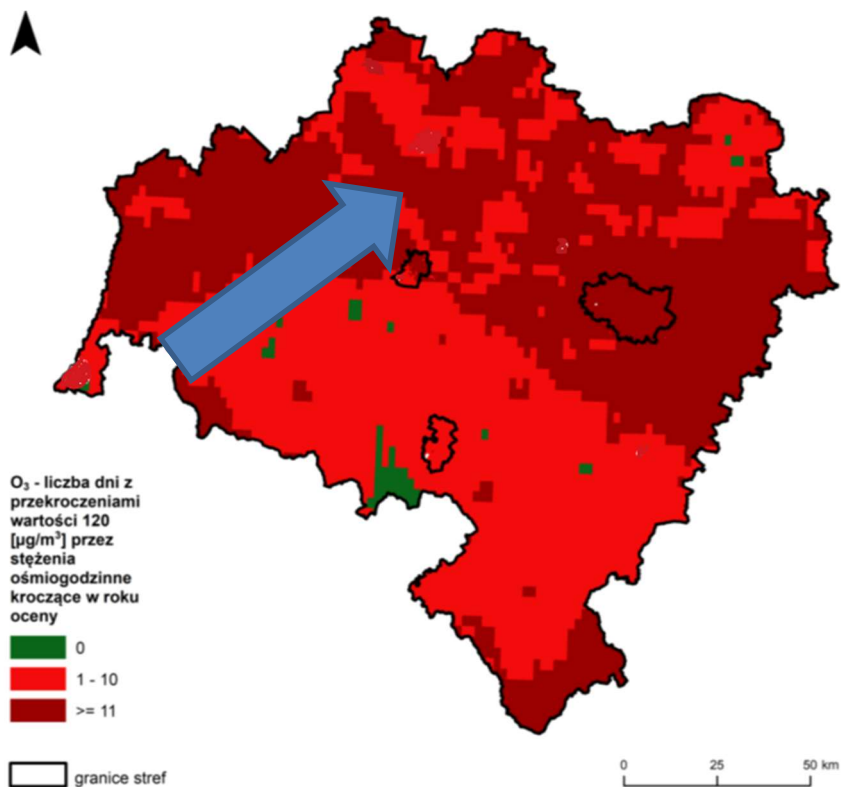 O₃ - liczba dni z
przekroczeniami
wartości 120
[µg/m³] przez
stężenia
ośmiogodzinne
kroczące w roku
oceny
0
1 - 10
>= 11
granice stref
0 25 50 km